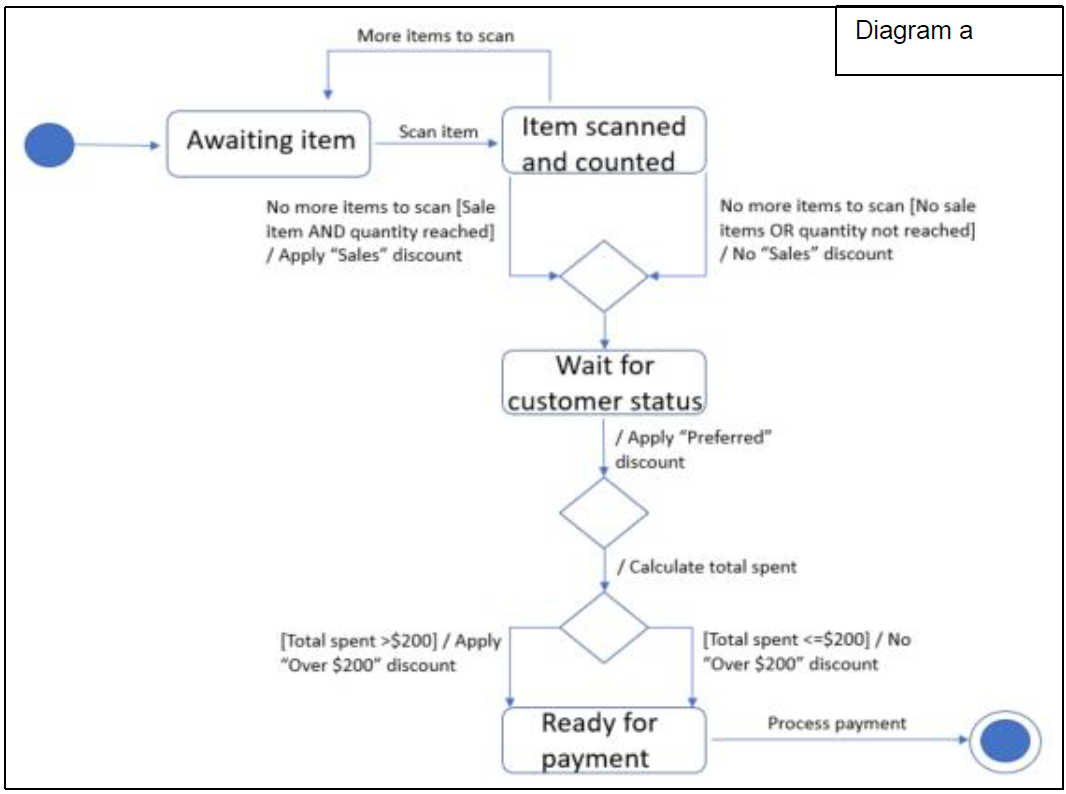 Diagram a
More items to scan
Awaiting item
Scan item
Item scanned
and counted
No more items to scan [Sale
item AND quantity reached]
/ Apply “Sales” discount
No more items to scan [No sale
items OR quantity not reached]
/ No “Sales” discount
Wait for
customer status
/ Apply “Preferred”
discount
/ Calculate total spent
[Total spent >$200] / Apply
“Over $200” discount
[Total spent <=$200] / No
“Over $200” discount
Ready for
payment
Process payment